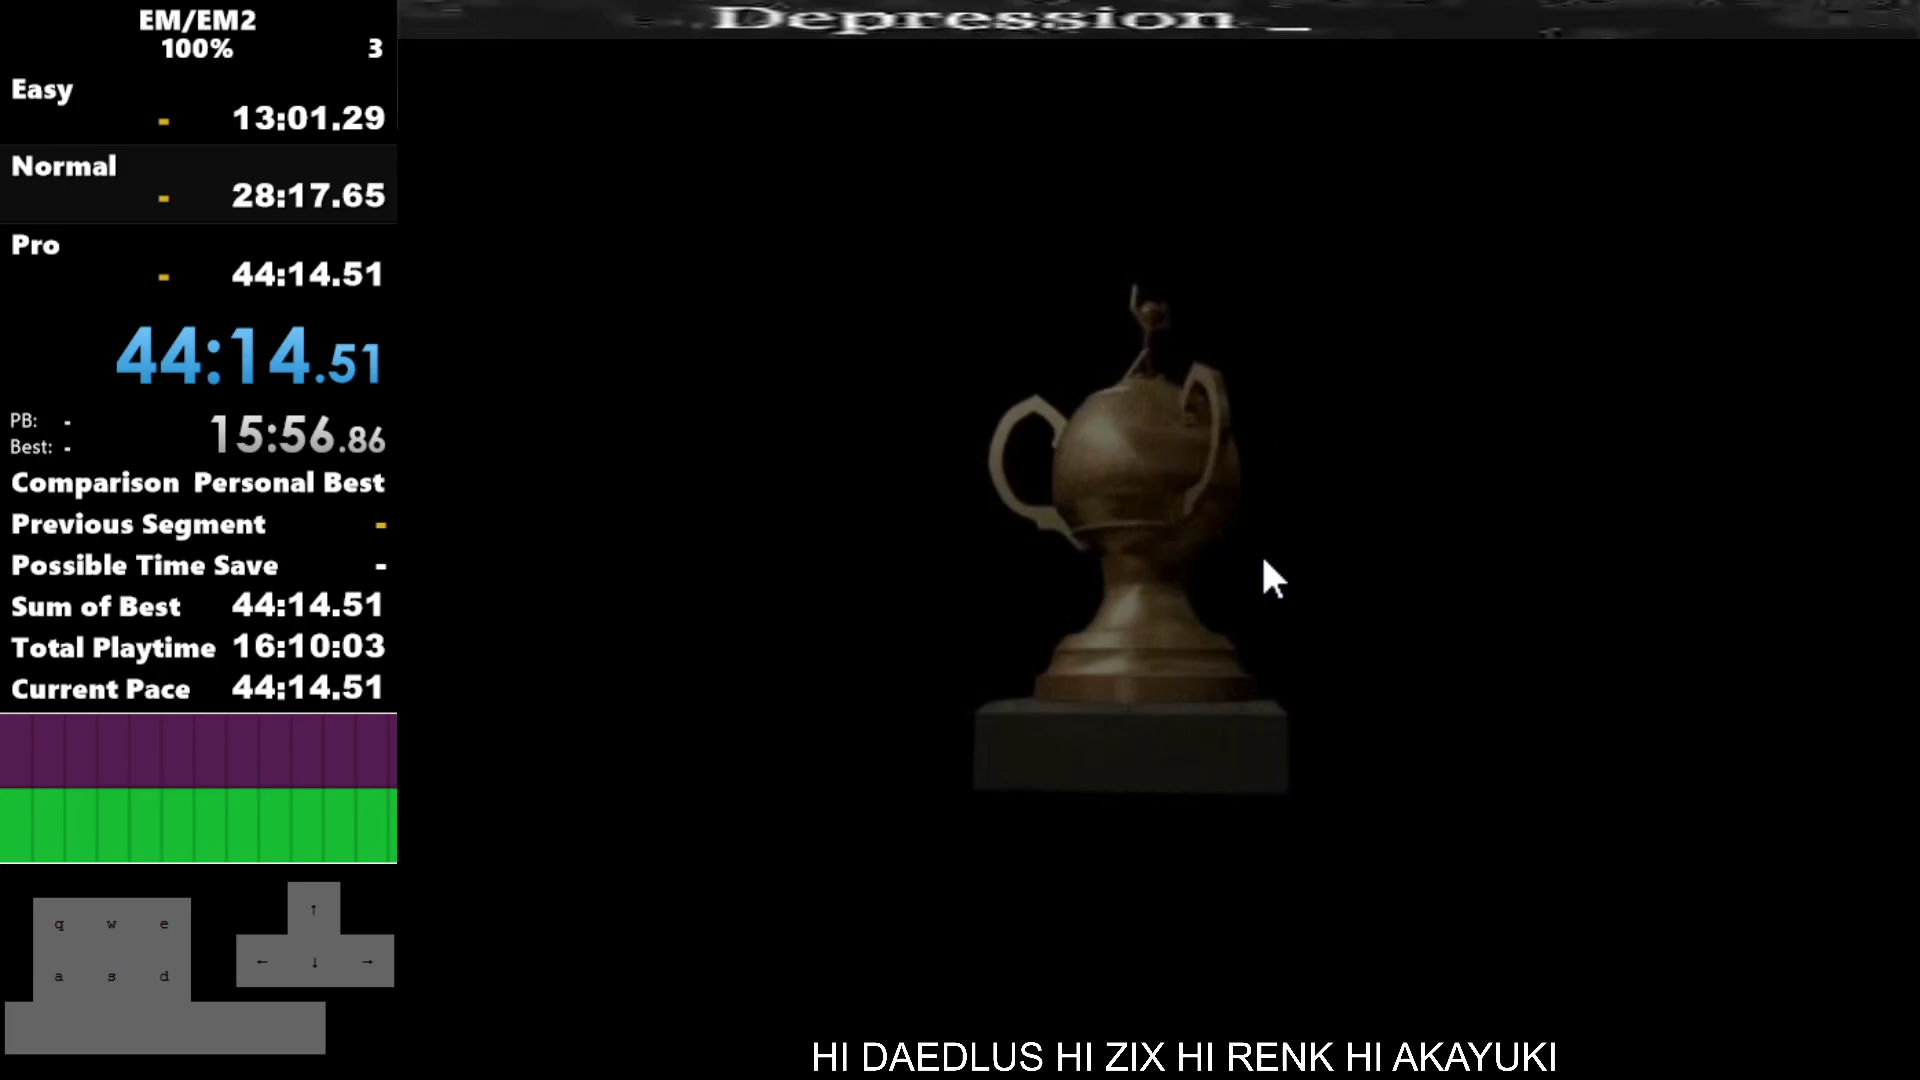 EM/EM2
100% 3
Easy
- 13:01.29
Normal
- 28:17.65
Pro
- 44:14.51
44:14.51
PB: -
Best: -
15:56.86
Comparison Personal Best
Previous Segment -
Possible Time Save -
Sum of Best 44:14.51
Total Playtime 16:10:03
Current Pace 44:14.51
q w e
a s d
↑
← ↓ →
Depression _
HI DAEDLUS HI ZIX HI RENK HI AKAYUKI